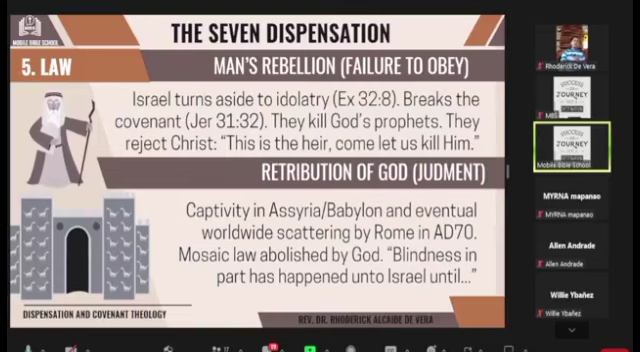 THE SEVEN DISPENSATION
MOBILE BIBLE SCHOOL
5. LAW
MAN'S REBELLION (FAILURE TO OBEY)
Israel turns aside to idolatry (Ex 32:8). Breaks the
covenant (Jer 31:32). They kill God's prophets. They
reject Christ: “This is the heir, come let us kill Him.”
RETRIBUTION OF GOD (JUDGMENT)
Captivity in Assyria/Babylon and eventual
worldwide scattering by Rome in AD70.
Mosaic law abolished by God. “Blindness in
part has happened unto Israel until...”
DISPENSATION AND COVENANT THEOLOGY
REV. DR. RHODERICK ALCAIDE DE VERA
Rhoderick De Vera
JOURNEY
JOURNEY
Mobile Bible School
MYRNA mapanao
MYRNA mapanao
Allen Andrade
Allen Andrade
Willie Ybañez
Willie Ybañez